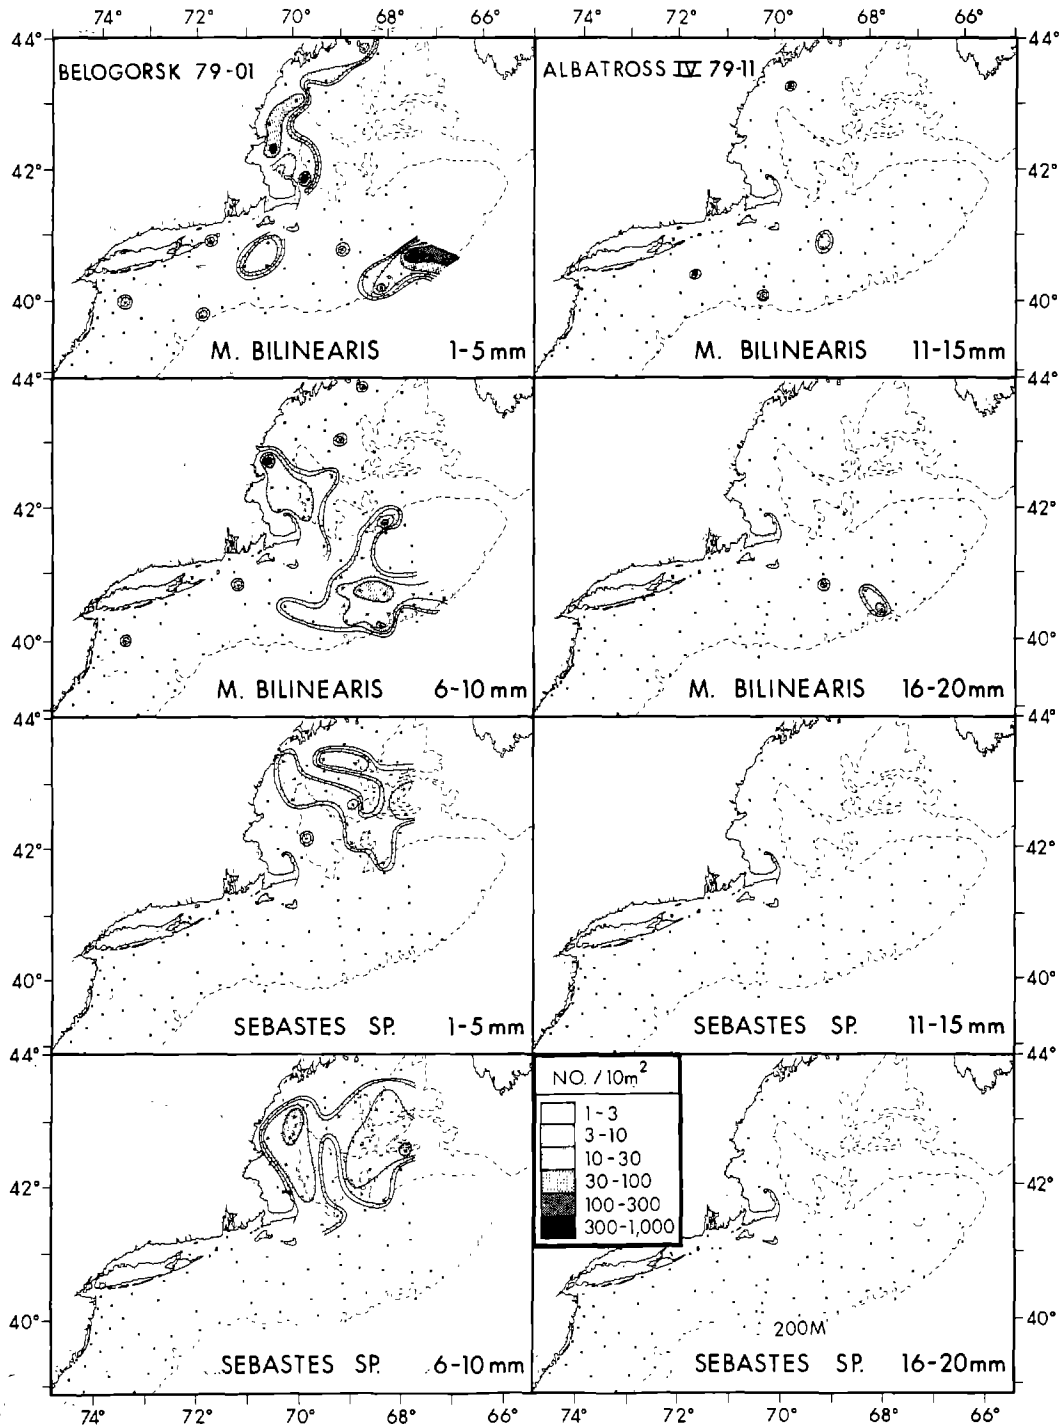 74° 72° 70° 68° 66° 74° 72° 70° 68° 66°
44° 44°
BELOGORSK 79-01 ALBATROSS IV 79-11
42° 42°
40° 40°
M. BILINEARIS 1-5mm M. BILINEARIS 11-15mm
44° 44°
42° 42°
40° 40°
M. BILINEARIS 6-10mm M. BILINEARIS 16-20mm
44° 44°
42° 42°
40° 40°
SEBASTES SP. 1-5mm SEBASTES SP. 11-15mm
44° 44°
NO. /10m²
1-3
3-10
10-30
30-100
100-300
300-1,000
42° 42°
40° 40°
200M
SEBASTES SP. 6-10mm SEBASTES SP. 16-20mm
74° 72° 70° 68° 66° 74° 72° 70° 68° 66°